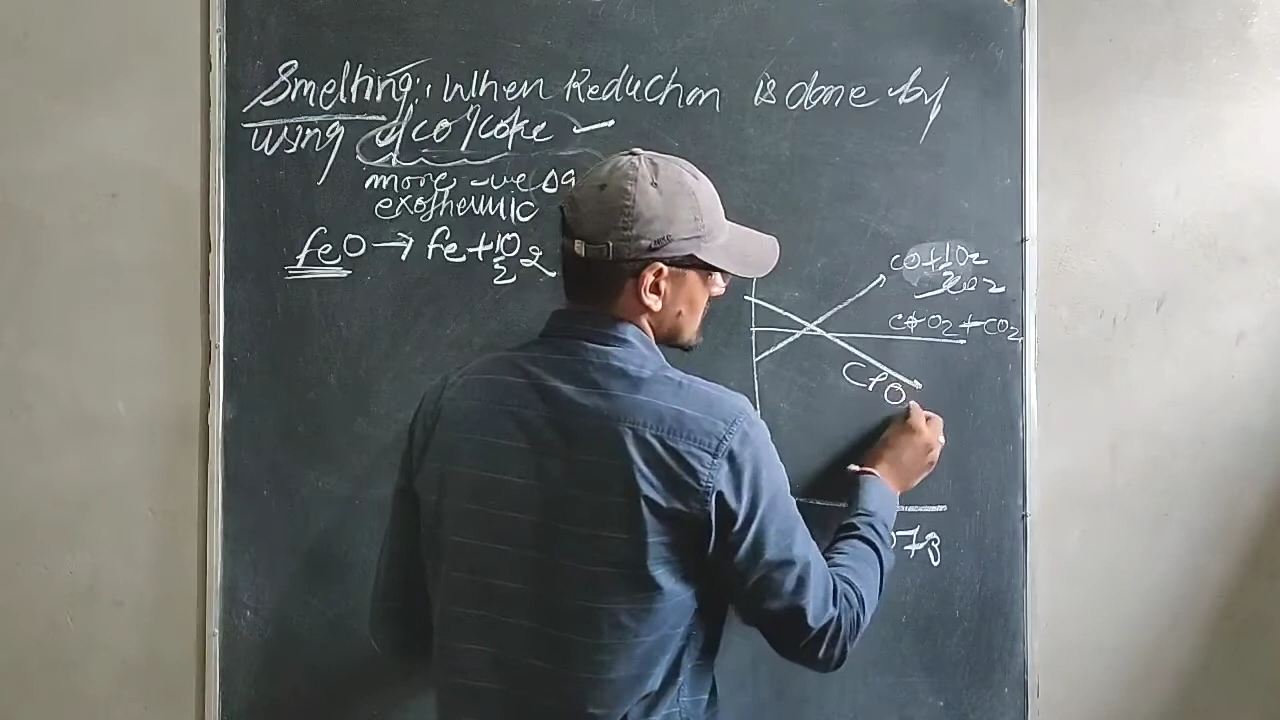 Smelting: When Reduction is done by
using C/CO/Coke
more -ve
exothermic
FeO → Fe + 1/2 O2
CO + 1/2 O2
CO2
C + O2 → CO2
C + O
073